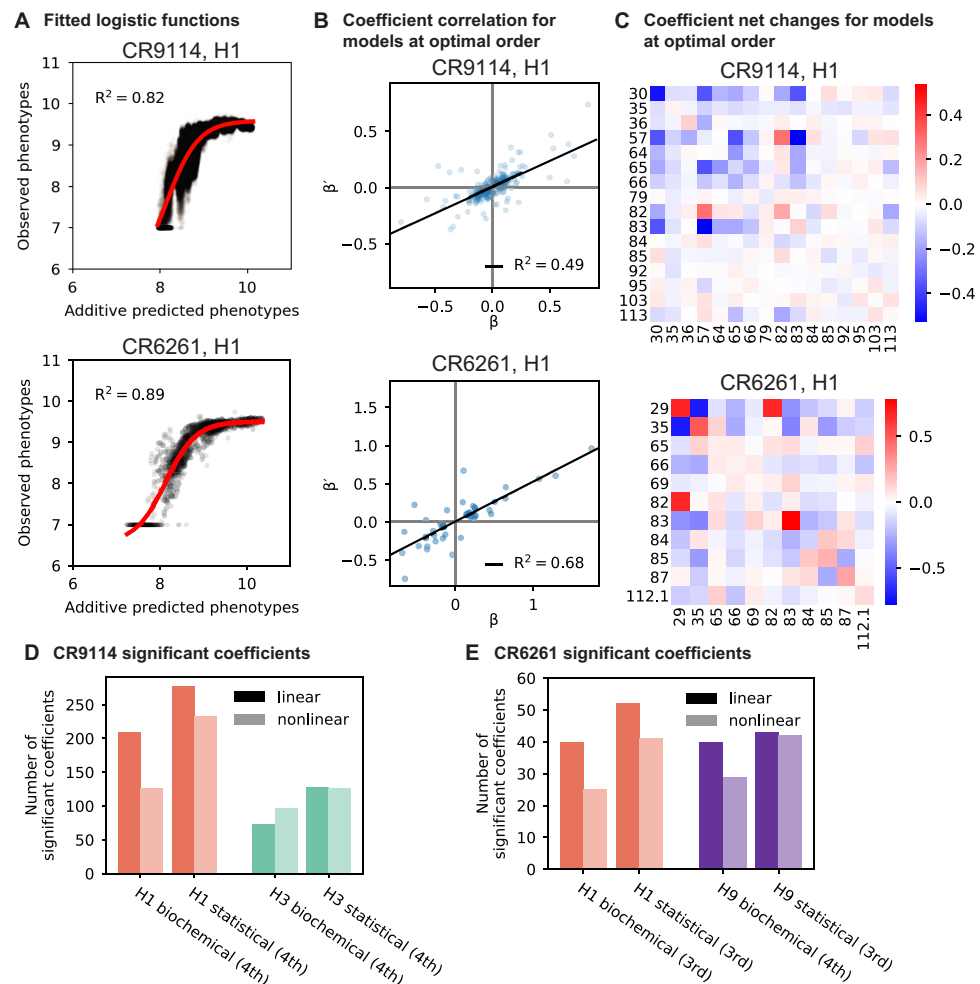 A Fitted logistic functions
CR9114, H1
11
10
9
8
7
6
6
8
10
R² = 0.82
Observed phenotypes
Additive predicted phenotypes
CR6261, H1
11
10
9
8
7
6
6
8
10
R² = 0.89
Observed phenotypes
Additive predicted phenotypes
B Coefficient correlation for
models at optimal order
CR9114, H1
0.5
0.0
−0.5
−0.5
0.0
0.5
β′
β
R² = 0.49
CR6261, H1
1.5
1.0
0.5
0.0
−0.5
0
1
β′
β
R² = 0.68
C Coefficient net changes for models
at optimal order
CR9114, H1
30
35
36
57
64
65
66
79
82
83
84
85
92
95
103
113
30
35
36
57
64
65
66
79
82
83
84
85
92
95
103
113
0.4
0.2
0.0
−0.2
−0.4
CR6261, H1
29
35
65
66
69
82
83
84
85
87
112.1
29
35
65
66
69
82
83
84
85
87
112.1
0.5
0.0
−0.5
D CR9114 significant coefficients
Number of
significant coefficients
250
200
150
100
50
0
linear
nonlinear
H1 biochemical (4th)
H1 statistical (4th)
H3 biochemical (4th)
H3 statistical (4th)
E CR6261 significant coefficients
Number of
significant coefficients
60
50
40
30
20
10
0
linear
nonlinear
H1 biochemical (3rd)
H1 statistical (3rd)
H9 biochemical (4th)
H9 statistical (3rd)